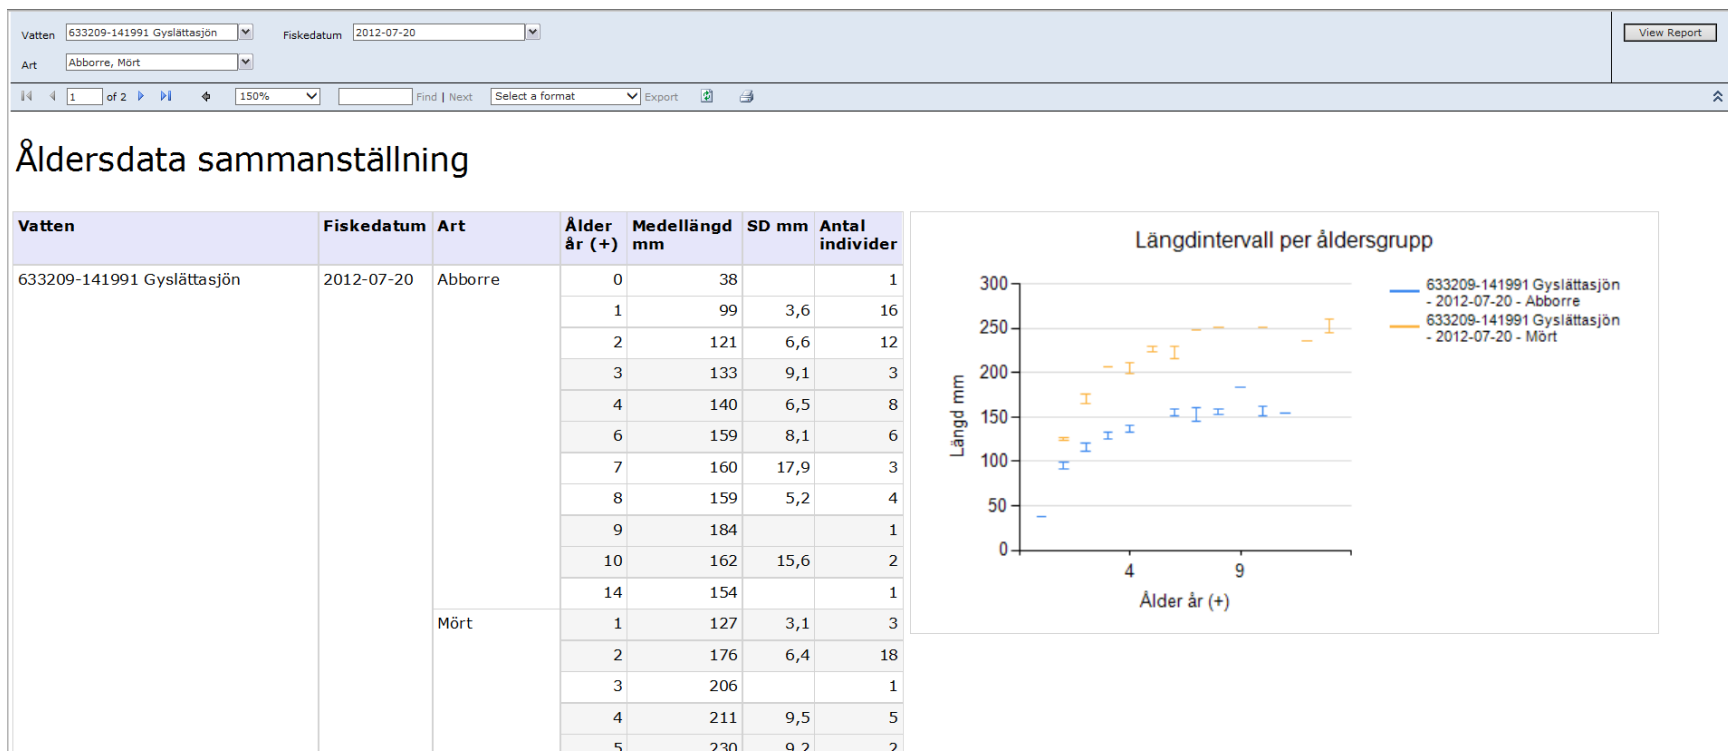 Vatten 633209-141991 Gyslättasjön Fiskedatum 2012-07-20 View Report
Art Abborre, Mört
1 of 2 150% Find | Next Select a format Export
Åldersdata sammanställning
Vatten Fiskedatum Art Ålder år (+) Medellängd mm SD mm Antal individer
633209-141991 Gyslättasjön 2012-07-20 Abborre 0 38 1
1 99 3,6 16
2 121 6,6 12
3 133 9,1 3
4 140 6,5 8
6 159 8,1 6
7 160 17,9 3
8 159 5,2 4
9 184 1
10 162 15,6 2
14 154 1
Mört 1 127 3,1 3
2 176 6,4 18
3 206 1
4 211 9,5 5
5 230 9,2 2
Längdintervall per åldersgrupp
300
250
200
150
100
50
0
Längd mm
4 9
Ålder år (+)
633209-141991 Gyslättasjön
- 2012-07-20 - Abborre
633209-141991 Gyslättasjön
- 2012-07-20 - Mört